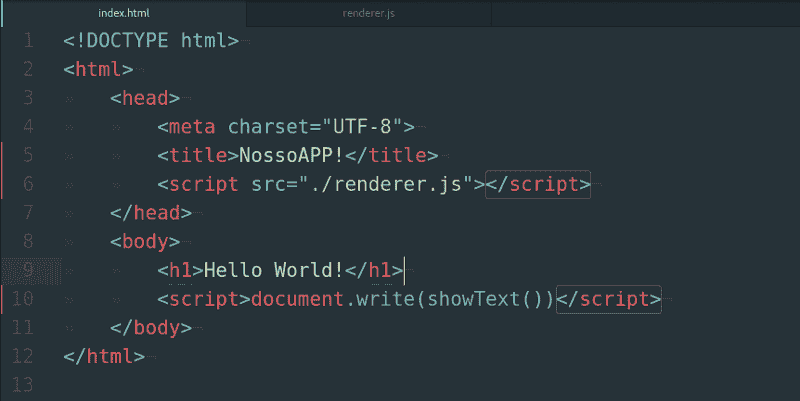 index.html
renderer.js
1 <!DOCTYPE html>
2 <html>
3 <head>
4 <meta charset="UTF-8">
5 <title>NossoAPP!</title>
6 <script src="./renderer.js"></script>
7 </head>
8 <body>
9 <h1>Hello World!</h1>
10 <script>document.write(showText())</script>
11 </body>
12 </html>
13